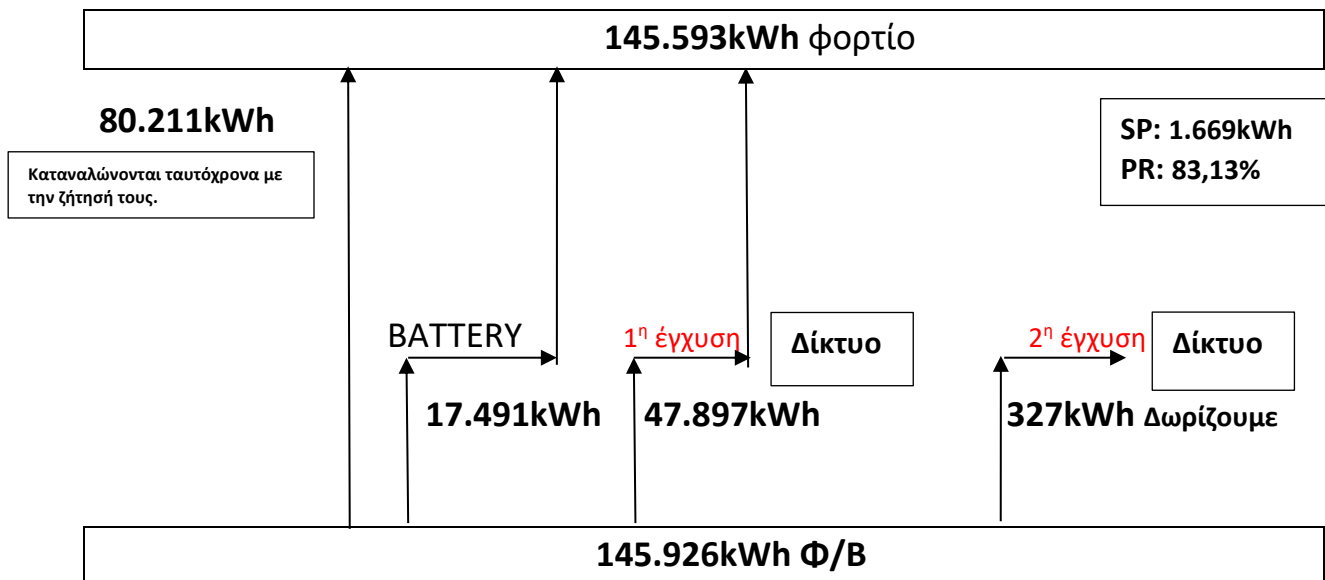 145.593kWh φορτίο
80.211kWh
Καταναλώνονται ταυτόχρονα με
την ζήτησή τους.
SP: 1.669kWh
PR: 83,13%
BATTERY
1η έγχυση
Δίκτυο
2η έγχυση
Δίκτυο
17.491kWh
47.897kWh
327kWh Δωρίζουμε
145.926kWh Φ/Β